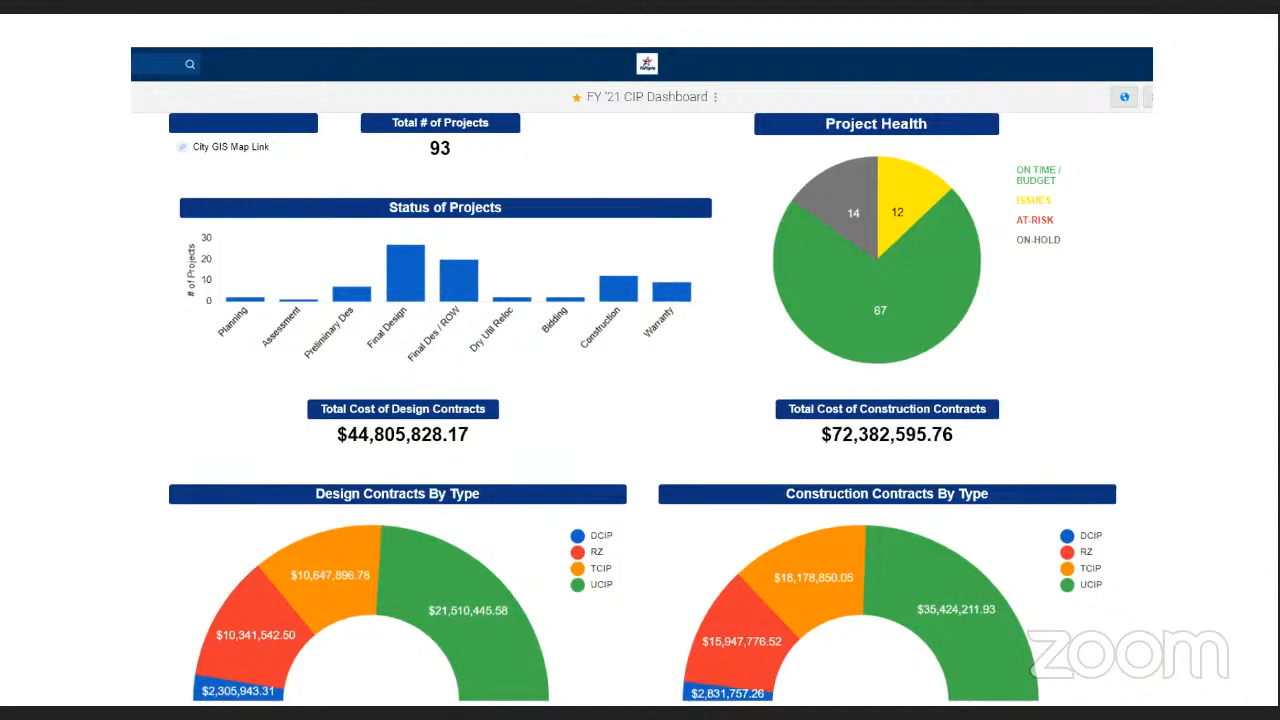 FY '21 CIP Dashboard
Total # of Projects
Project Health
City GIS Map Link
93
ON TIME /
BUDGET
ISSUES
AT-RISK
ON-HOLD
14
12
67
Status of Projects
# of Projects
30
20
10
0
Planning
Assessment
Preliminary Des
Final Design
Final Des / ROW
Dry Util Reloc
Bidding
Construction
Warranty
Total Cost of Design Contracts
$44,805,828.17
Total Cost of Construction Contracts
$72,382,595.76
Design Contracts By Type
DCIP
RZ
TCIP
UCIP
$10,647,896.78
$21,510,445.58
$10,341,542.50
$2,305,943.31
Construction Contracts By Type
DCIP
RZ
TCIP
UCIP
$18,178,850.05
$35,424,211.93
$15,947,776.52
$2,831,757.26
zoom